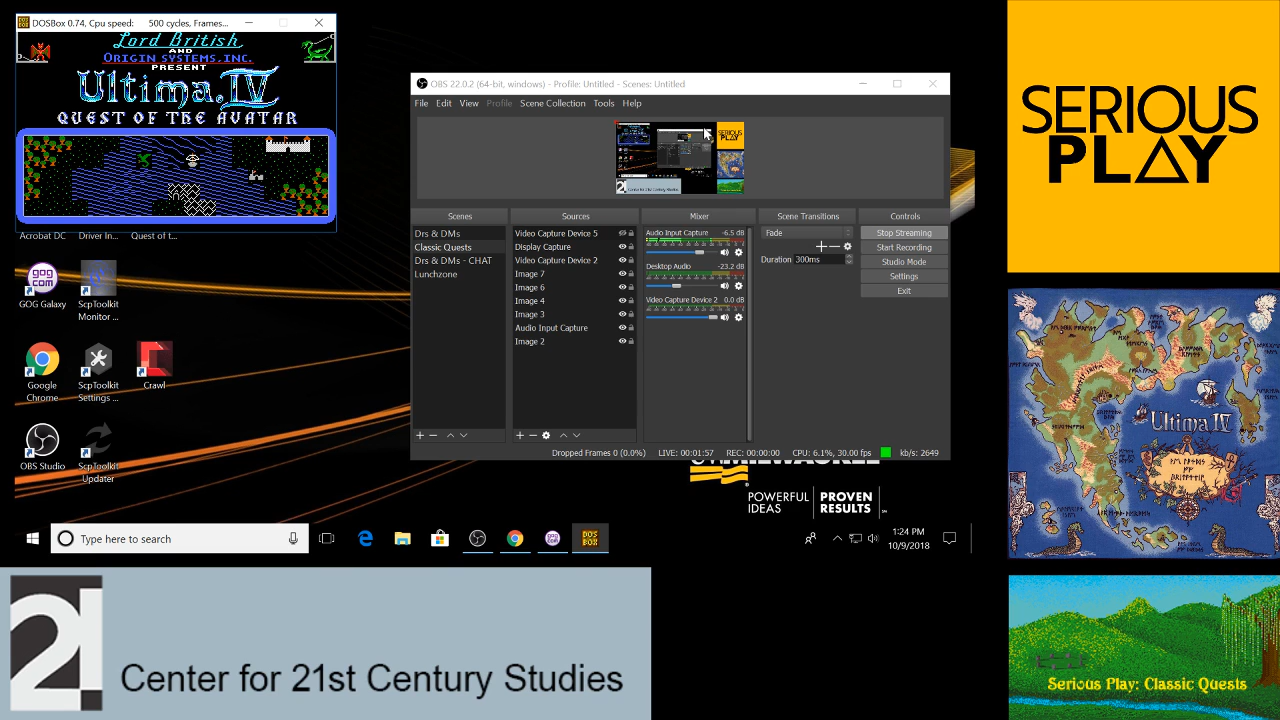 DOSBox 0.74, Cpu speed: 500 cycles, Frames...
Lord British
AND
ORIGIN SYSTEMS, INC.
PRESENT
Ultima IV
QUEST OF THE AVATAR
Acrobat DC
Driver In...
Quest of t...
GOG Galaxy
ScpToolkit
Monitor ...
Google
Chrome
ScpToolkit
Settings ...
Crawl
OBS Studio
ScpToolkit
Updater
OBS 22.0.2 (64-bit, windows) - Profile: Untitled - Scenes: Untitled
File Edit View Profile Scene Collection Tools Help
Scenes
Drs & DMs
Classic Quests
Drs & DMs - CHAT
Lunchzone
Sources
Video Capture Device 5
Display Capture
Video Capture Device 2
Image 7
Image 6
Image 4
Image 3
Audio Input Capture
Image 2
Mixer
Audio Input Capture -6.5 dB
Desktop Audio -23.2 dB
Video Capture Device 2 0.0 dB
Scene Transitions
Fade
Duration 300ms
Controls
Stop Streaming
Start Recording
Studio Mode
Settings
Exit
Dropped Frames 0 (0.0%) LIVE: 00:01:57 REC: 00:00:00 CPU: 6.1%, 30.00 fps kb/s: 2649
POWERFUL
IDEAS
PROVEN
RESULTS
Type here to search
DOS
BOX
1:24 PM
10/9/2018
SERIOUS
PLAY
Ultima IV
21
Center for 21st Century Studies
Serious Play: Classic Quests